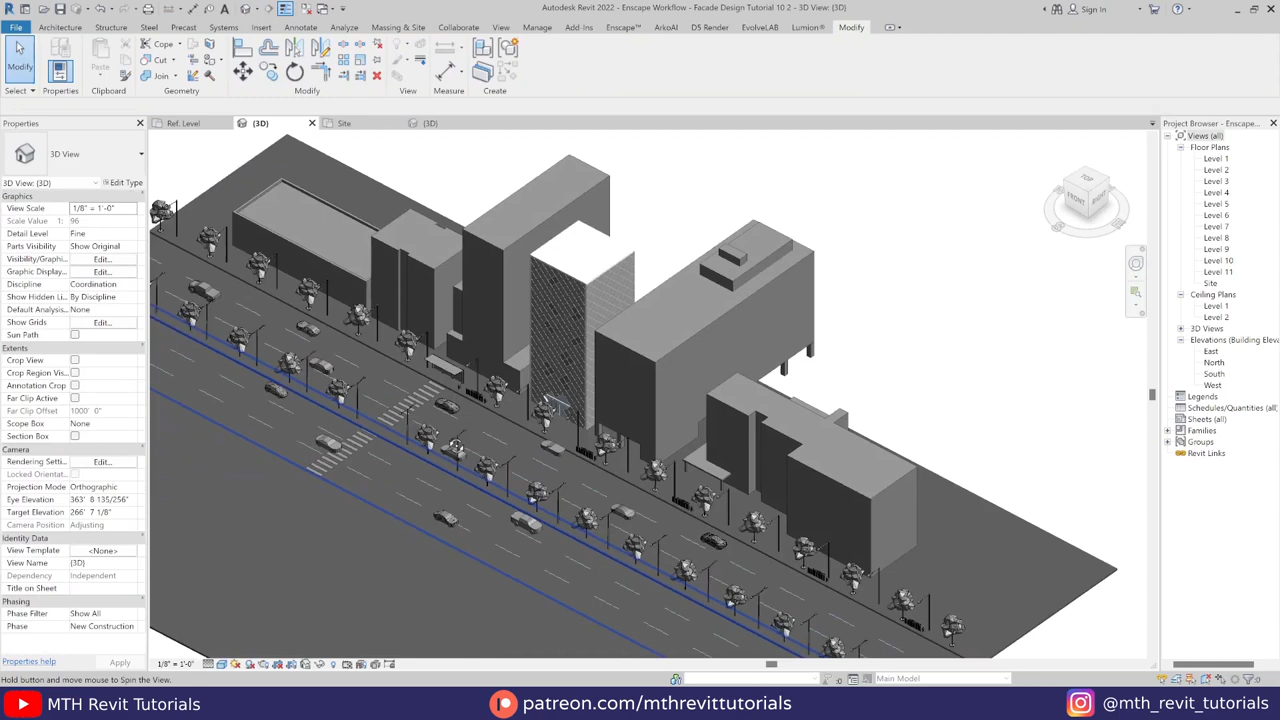 Autodesk Revit 2022 - Enscape Workflow - Facade Design Tutorial 10.2 - 3D View: {3D}
Sign In
File Architecture Structure Steel Precast Systems Insert Annotate Analyze Massing & Site Collaborate View Manage Add-Ins Enscape™ ArkoAI D5 Render EvolveLAB Lumion® Modify
Modify
Paste
Cope
Cut
Join
Select Properties Clipboard Geometry Modify View Measure Create
Properties
Ref. Level
{3D}
Site
{3D}
Project Browser - Enscape...
3D View
3D View: {3D}
Edit Type
Graphics
View Scale 1/8" = 1'-0"
Scale Value 1: 96
Detail Level Fine
Parts Visibility Show Original
Visibility/Graphi... Edit...
Graphic Display... Edit...
Discipline Coordination
Show Hidden Li... By Discipline
Default Analysis... None
Show Grids Edit...
Sun Path
Extents
Crop View
Crop Region Vis...
Annotation Crop
Far Clip Active
Far Clip Offset 1000' 0"
Scope Box None
Section Box
Camera
Rendering Setti... Edit...
Locked Orientat...
Projection Mode Orthographic
Eye Elevation 363' 8 135/256"
Target Elevation 266' 7 1/8"
Camera Position Adjusting
Identity Data
View Template <None>
View Name {3D}
Dependency Independent
Title on Sheet
Phasing
Phase Filter Show All
Phase New Construction
Properties help
Apply
TOP
FRONT
RIGHT
Views (all)
Floor Plans
Level 1
Level 2
Level 3
Level 4
Level 5
Level 6
Level 7
Level 8
Level 9
Level 10
Level 11
Site
Ceiling Plans
Level 1
Level 2
3D Views
Elevations (Building Eleva
East
North
South
West
Legends
Schedules/Quantities (al
Sheets (all)
Families
Groups
Revit Links
1/8" = 1'-0"
Hold button and move mouse to Spin the View.
:0
Main Model
:0
MTH Revit Tutorials
patreon.com/mthrevittutorials
@mth_revit_tutorials